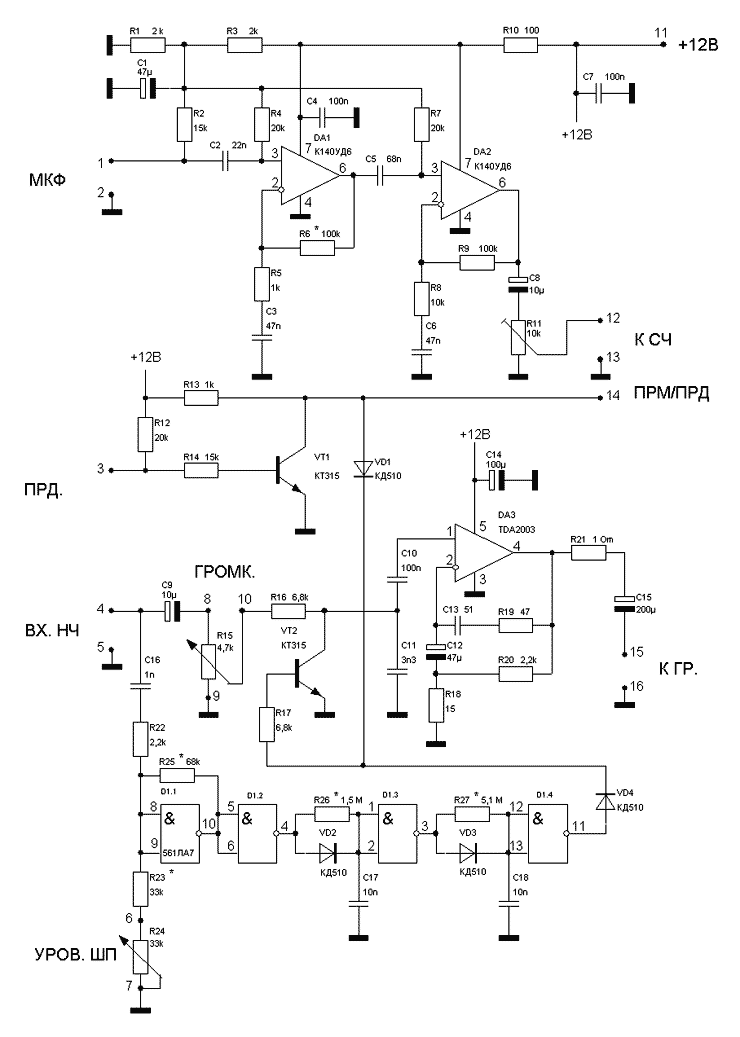 R1 2 k
R3 2k
R10 100
11
+12В
C1
47µ
C7 100n
+12В
R2
15k
R4
20k
C4
100n
R7
20k
DA1
К140УД6
DA2
К140УД6
1
C2 22n
3
7
6
C5 68n
3
7
6
МКФ
2
2
4
2
4
R6 * 100k
R9 100k
R5
1k
C8
10µ
R8
10k
C3
47n
C6
47n
R11
10k
12
К СЧ
13
+12В
R13 1k
14
ПРМ/ПРД
R12
20k
3
R14 15k
VT1
КТ315
VD1
КД510
ПРД.
+12В
C14
100µ
DA3
TDA2003
1
5
4
R21 1 Om
2
3
C10
100n
ГРОМК.
C9
10µ
4
8
10
R16 6,8k
C13 51
R19 47
C15
200µ
ВХ. НЧ
5
R15
4,7k
VT2
КТ315
C11
3n3
C12
47µ
15
C16
1n
R20 2,2k
К ГР.
9
16
R17
6,8k
R18
15
R22
2,2k
R25 * 68k
D1.1
D1.2
R26 * 1,5 М
D1.3
R27 * 5,1 М
D1.4
VD4
КД510
8
&
10
5
&
4
1
&
3
12
&
11
VD2
VD3
9
561ЛА7
6
КД510
2
КД510
13
R23 *
33k
C17
10n
C18
10n
6
R24
33k
УРОВ. ШП
7